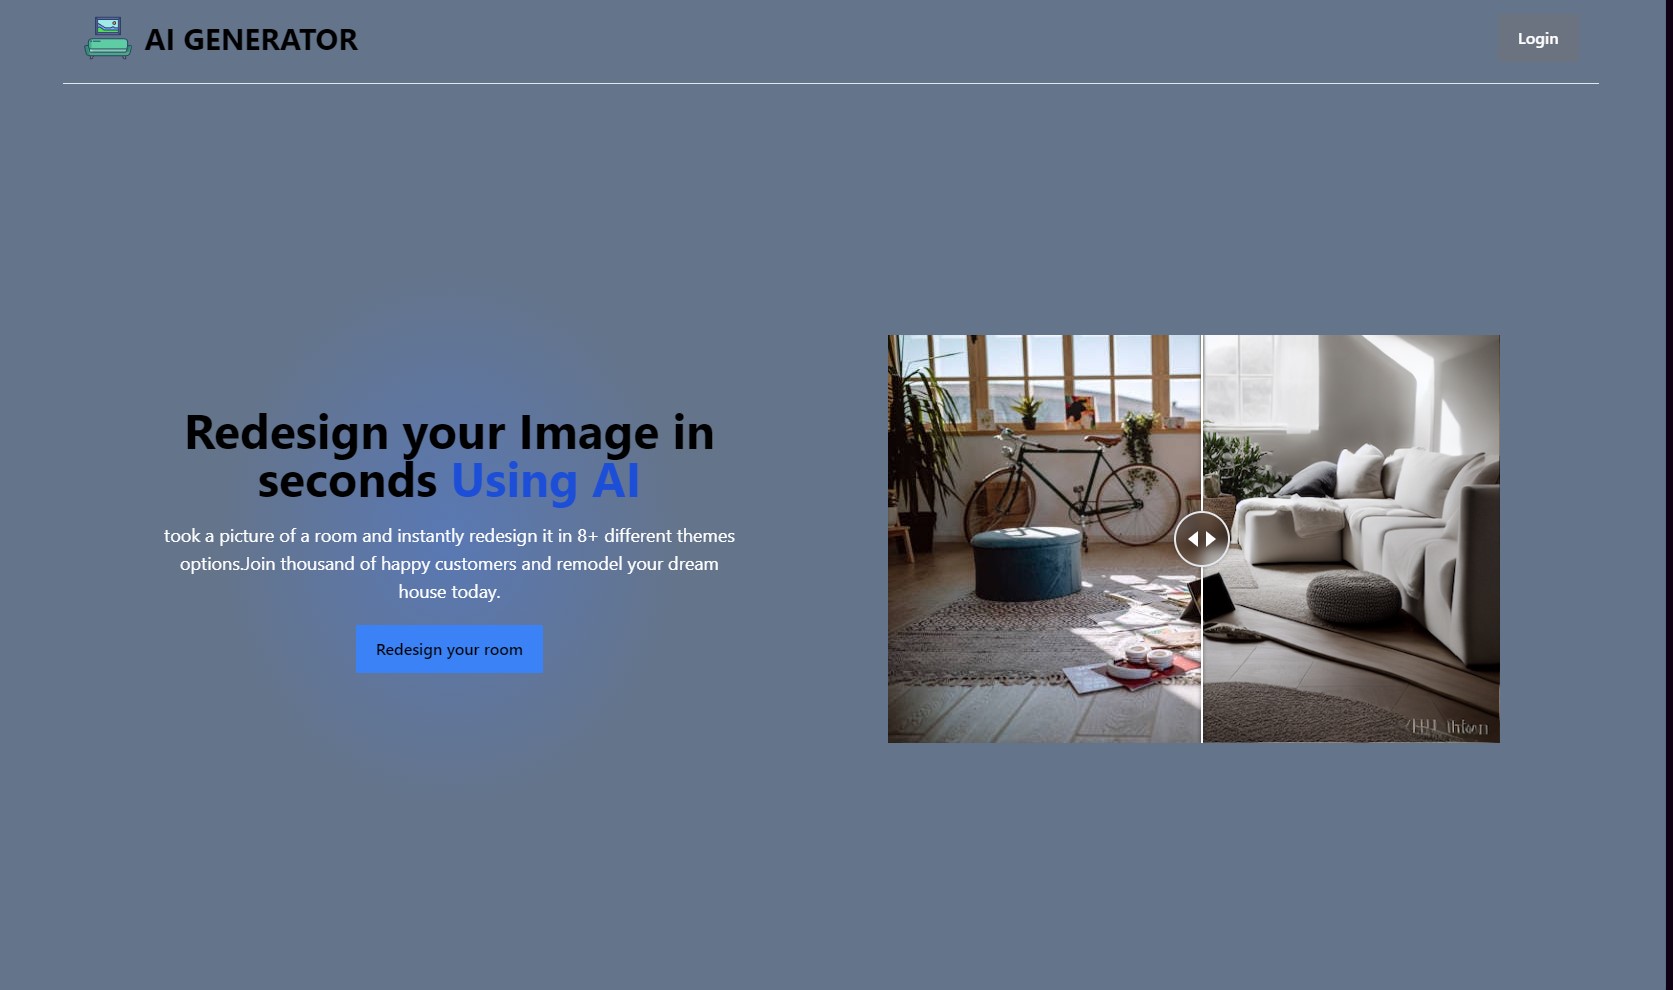 AI GENERATOR
Login
Redesign your Image in
seconds Using AI
took a picture of a room and instantly redesign it in 8+ different themes
options.Join thousand of happy customers and remodel your dream
house today.
Redesign your room